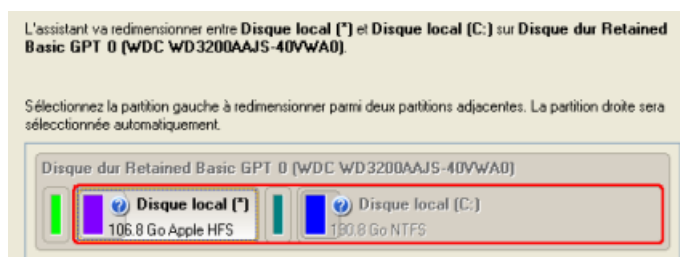 L'assistant va redimensionner entre Disque local (*) et Disque local (C:) sur Disque dur Retained
Basic GPT 0 (WDC WD3200AAJS-40VWA0).
Sélectionnez la partition gauche à redimensionner parmi deux partitions adjacentes. La partition droite sera
sélecctionnée automatiquement.
Disque dur Retained Basic GPT 0 (WDC WD3200AAJS-40VWA0)
Disque local (*)
106.8 Go Apple HFS
Disque local (C:)
190.8 Go NTFS